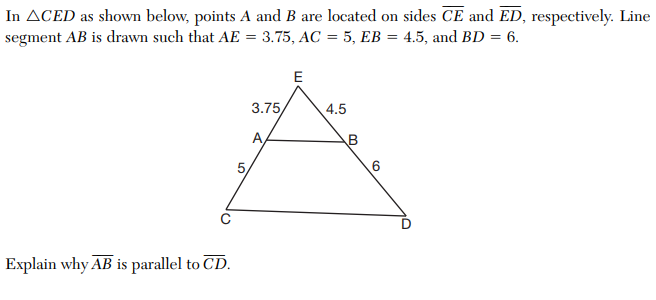 In △CED as shown below, points A and B are located on sides CE and ED, respectively. Line
segment AB is drawn such that AE = 3.75, AC = 5, EB = 4.5, and BD = 6.
E
3.75 4.5
A B
5 6
C D
Explain why AB is parallel to CD.